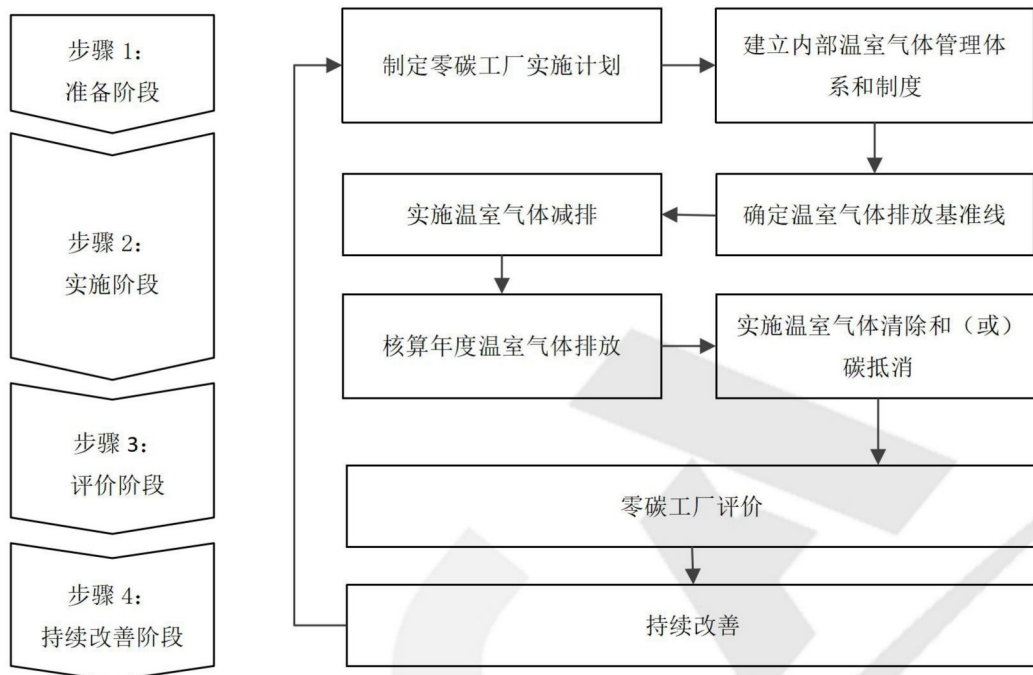 步骤 1：
准备阶段
制定零碳工厂实施计划
建立内部温室气体管理体
系和制度
步骤 2：
实施阶段
实施温室气体减排
确定温室气体排放基准线
核算年度温室气体排放
实施温室气体清除和（或）
碳抵消
步骤 3：
评价阶段
零碳工厂评价
步骤 4：
持续改善阶段
持续改善